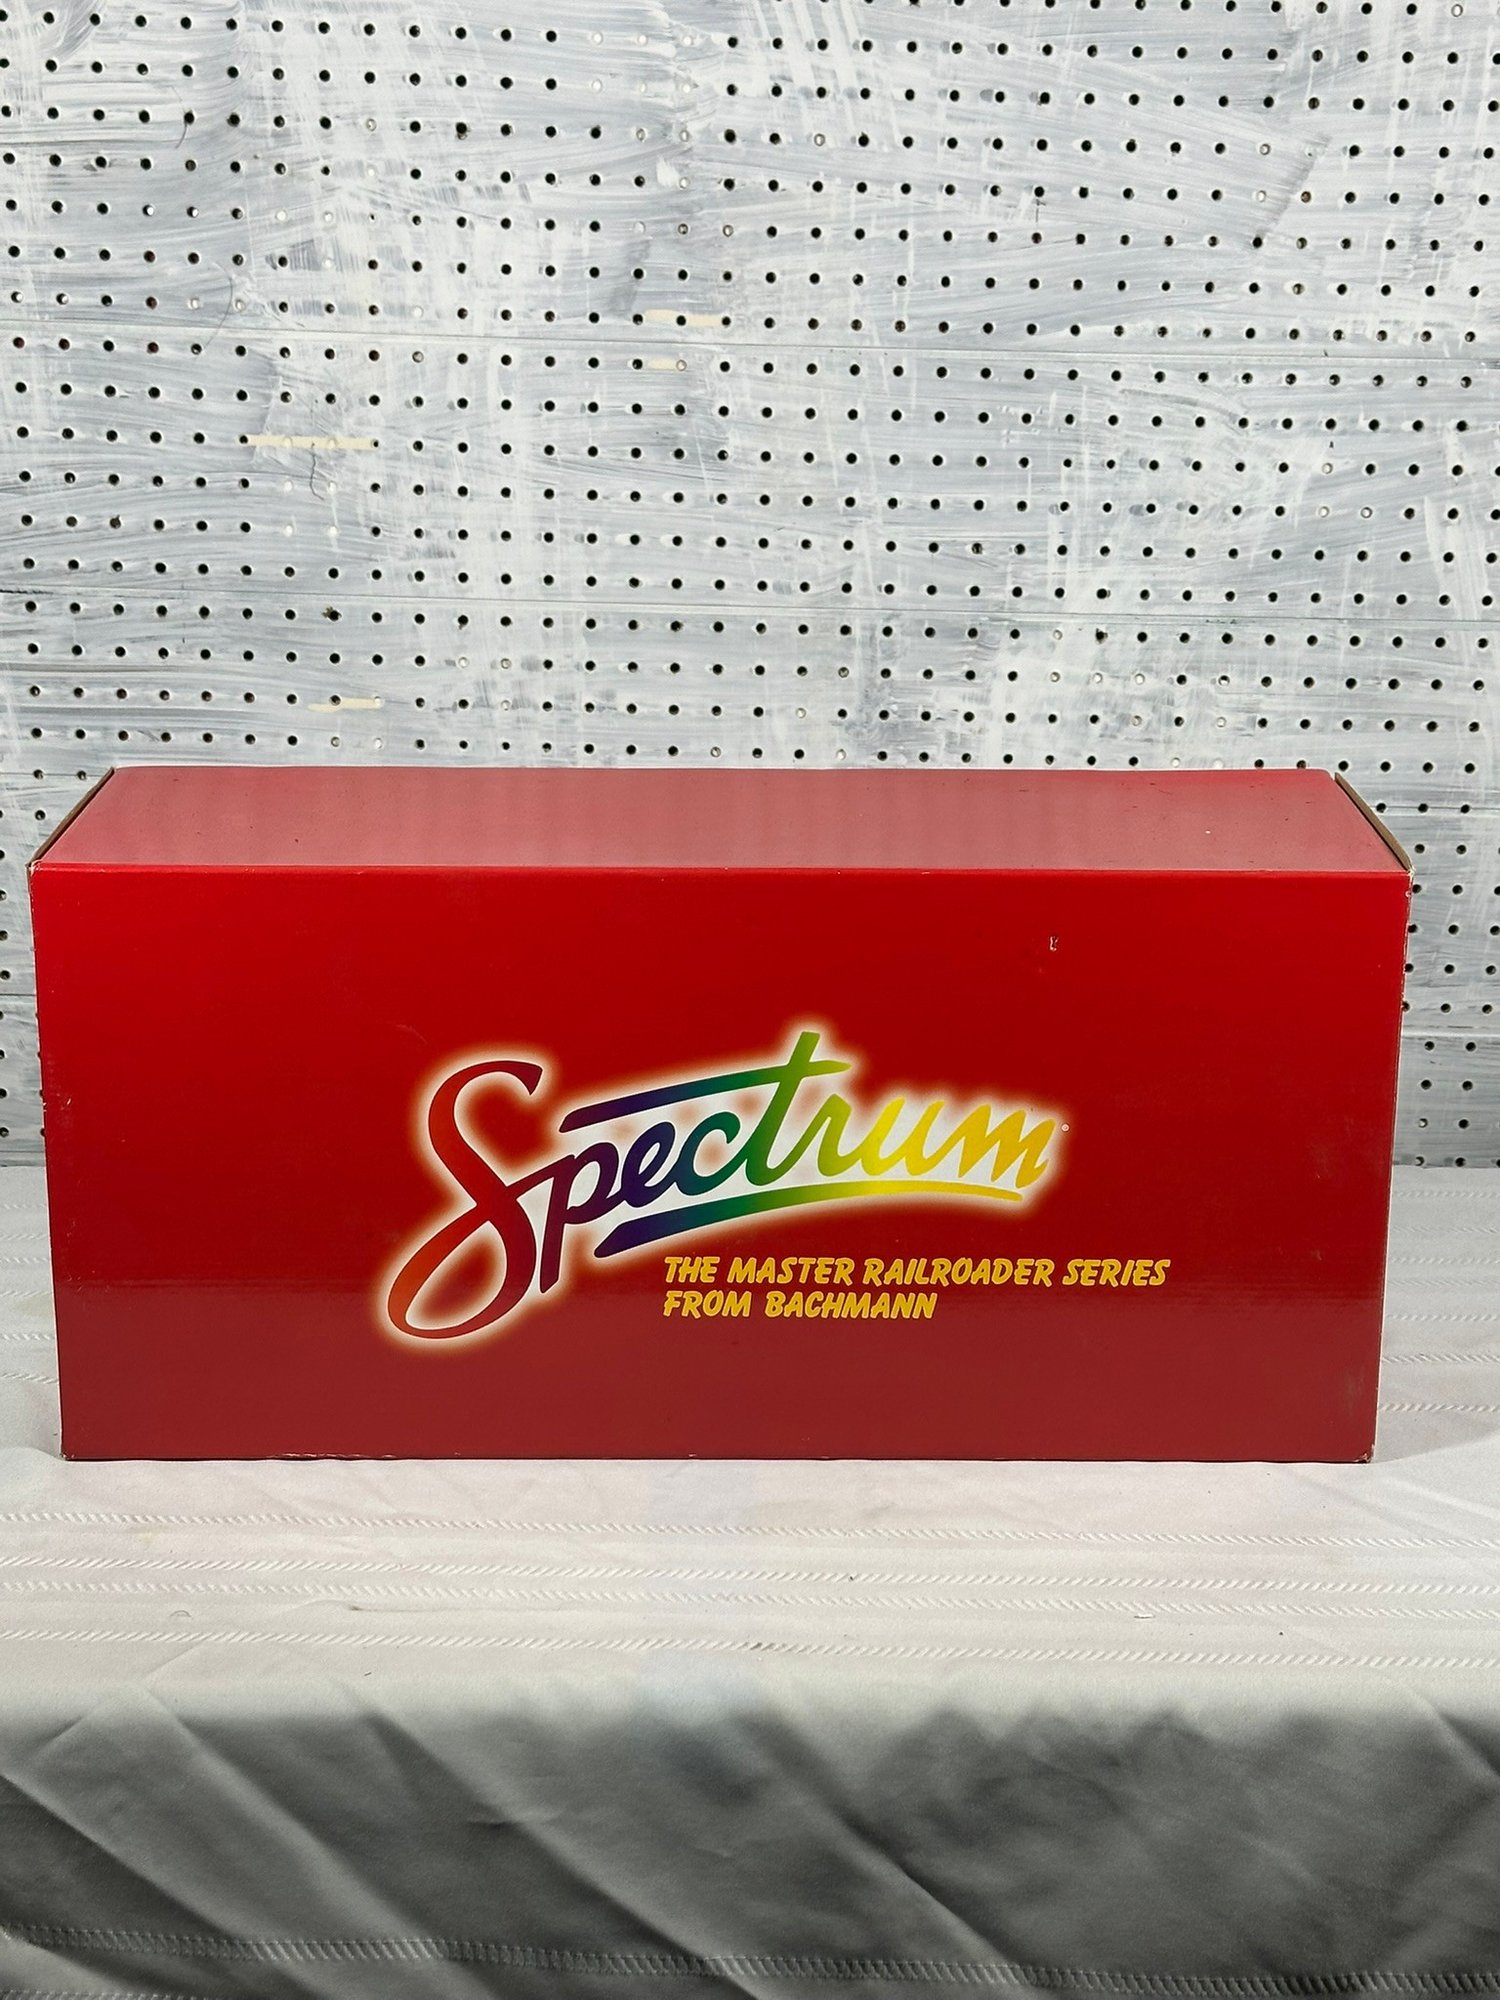 Spectrum®
THE MASTER RAILROADER SERIES
FROM BACHMANN